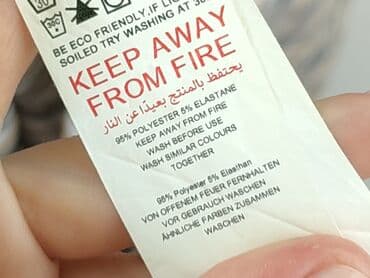 30
BE ECO FRIENDLY.IF
SOILED TRY WASHING AT 30
KEEP AWAY
FROM FIRE
يحتفظ بالمنتج بعيدًا عن النار
95% POLYESTER 5% ELASTANE
KEEP AWAY FROM FIRE
WASH BEFORE USE
WASH SIMILAR COLOURS
TOGETHER
95% Polyester 5% Elasthan
VON OFFENEM FEUER FERNHALTEN
VOR GEBRAUCH WASCHEN
ÄHNLICHE FARBEN ZUSAMMEN
WASCHEN